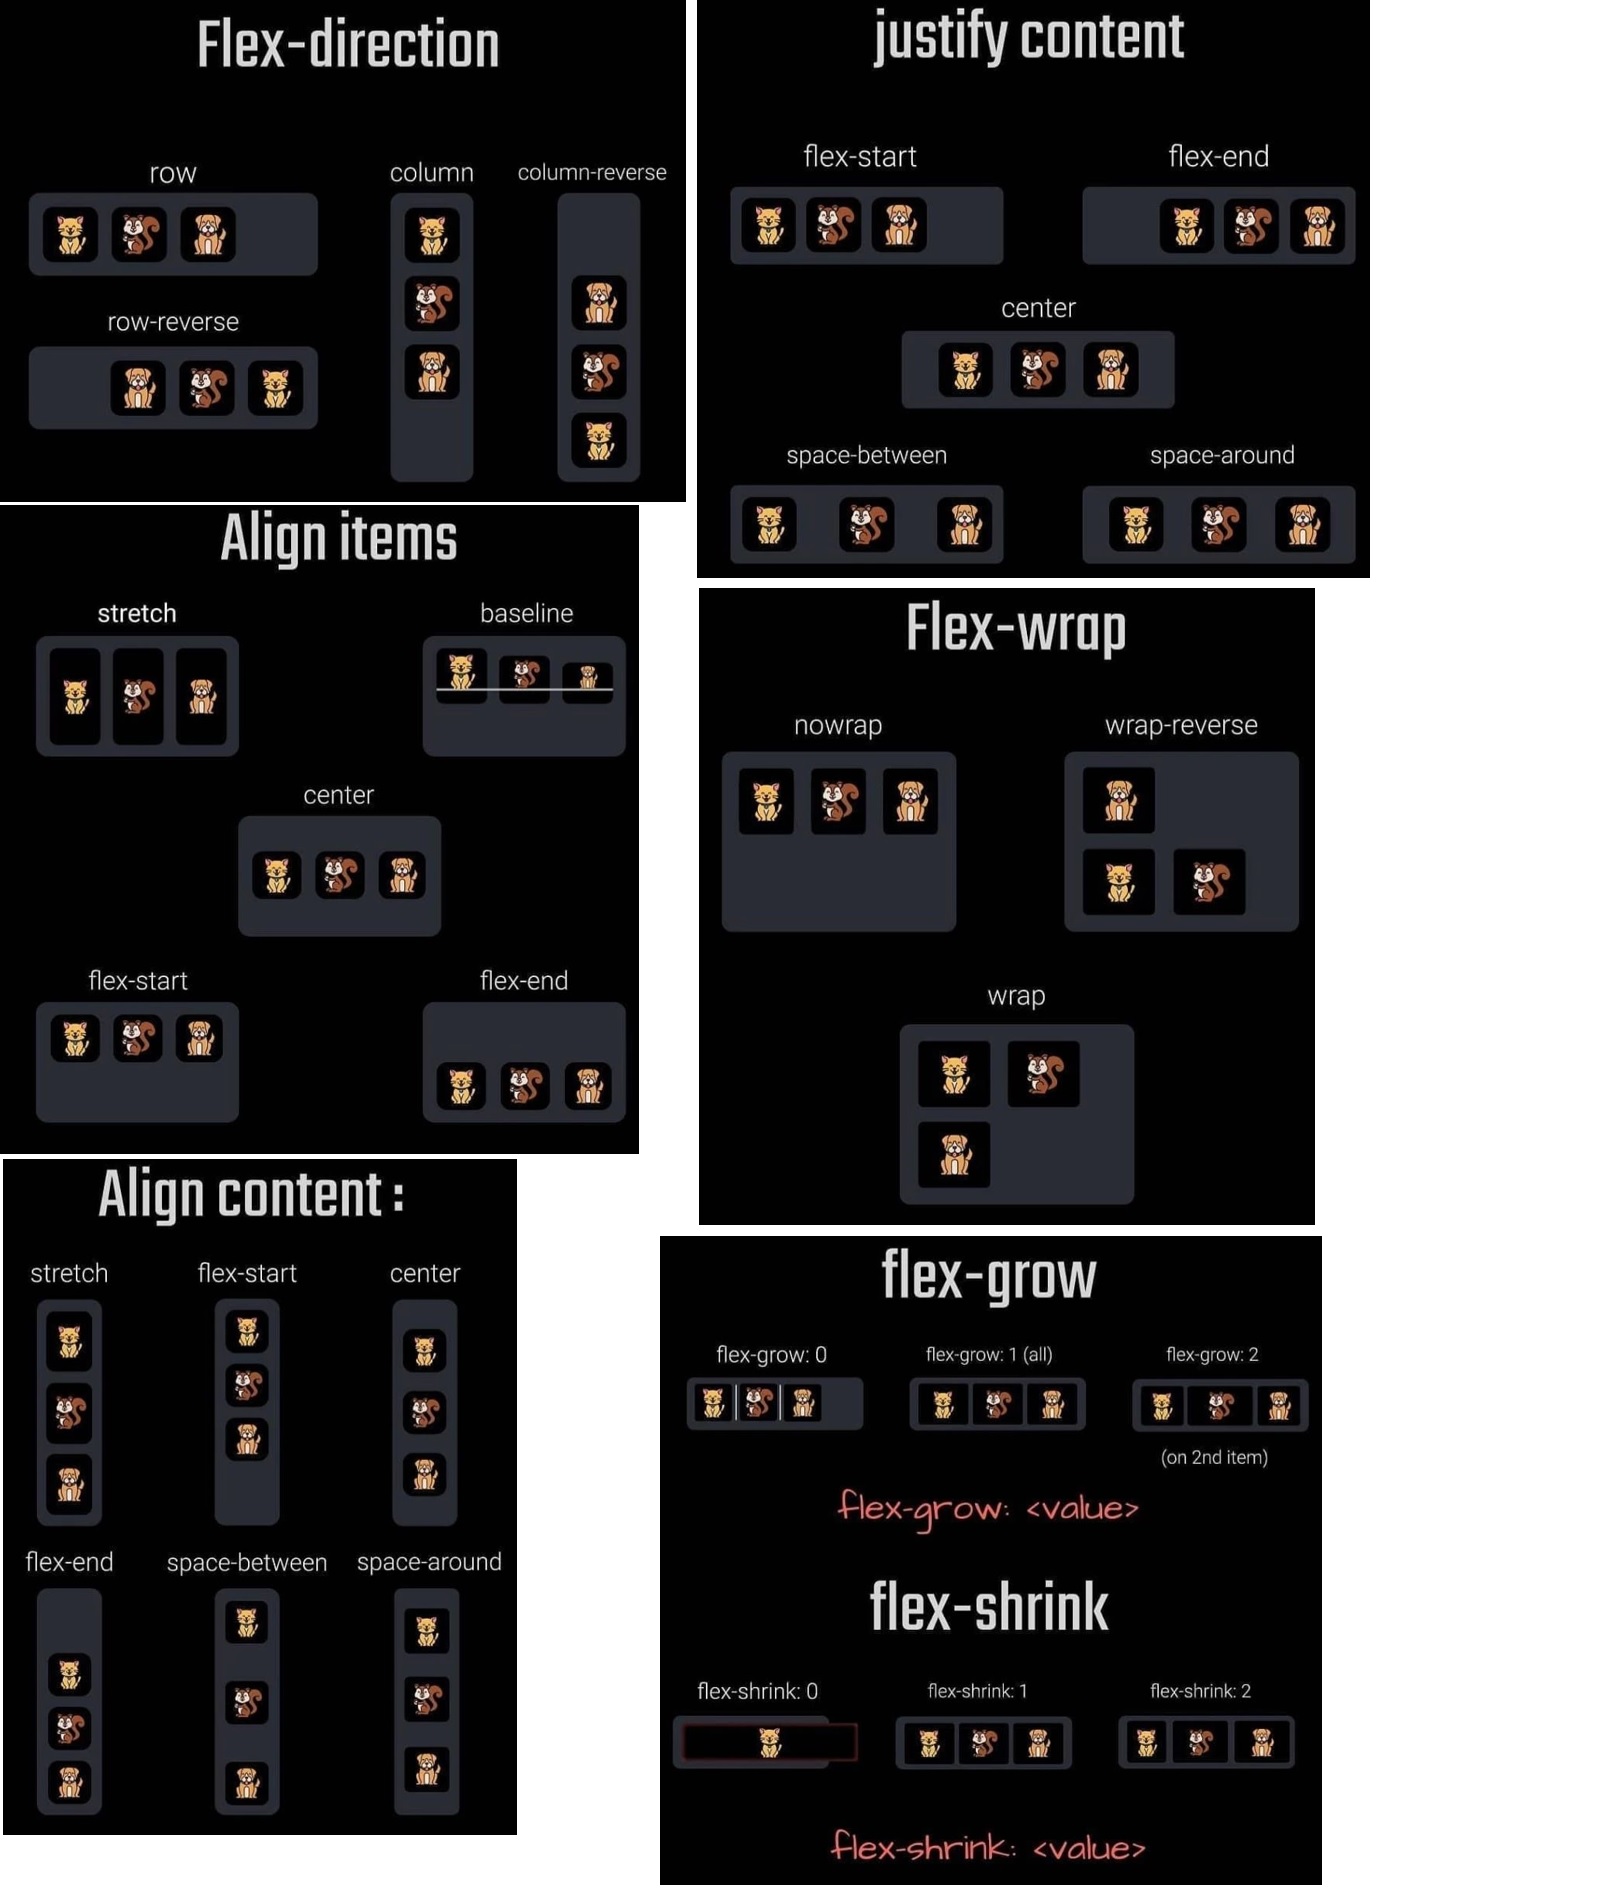 Flex-direction
row
column
column-reverse
row-reverse
justify content
flex-start
flex-end
center
space-between
space-around
Align items
stretch
baseline
center
flex-start
flex-end
Flex-wrap
nowrap
wrap-reverse
wrap
Align content :
stretch
flex-start
center
flex-end
space-between
space-around
flex-grow
flex-grow: 0
flex-grow: 1 (all)
flex-grow: 2
(on 2nd item)
flex-grow: <value>
flex-shrink
flex-shrink: 0
flex-shrink: 1
flex-shrink: 2
flex-shrink: <value>